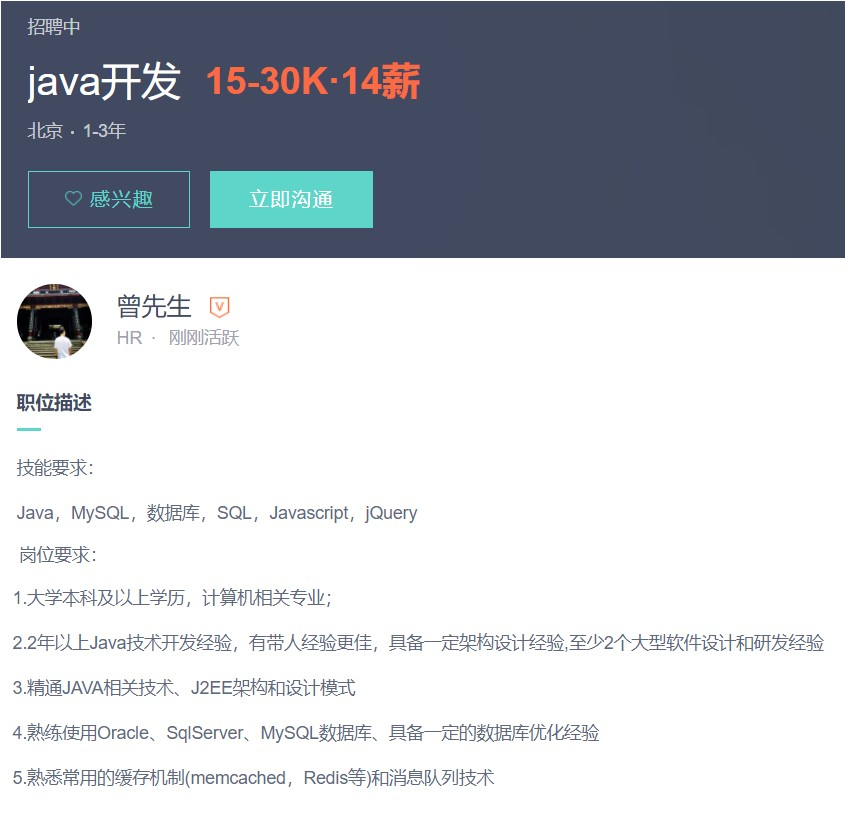 招聘中
java开发 15-30K·14薪
北京 · 1-3年
感兴趣 立即沟通
曾先生 V
HR · 刚刚活跃
职位描述
技能要求：
Java，MySQL，数据库，SQL，Javascript，jQuery
岗位要求：
1.大学本科及以上学历，计算机相关专业；
2.2年以上Java技术开发经验，有带人经验更佳，具备一定架构设计经验,至少2个大型软件设计和研发经验
3.精通JAVA相关技术、J2EE架构和设计模式
4.熟练使用Oracle、SqlServer、MySQL数据库、具备一定的数据库优化经验
5.熟悉常用的缓存机制(memcached，Redis等)和消息队列技术